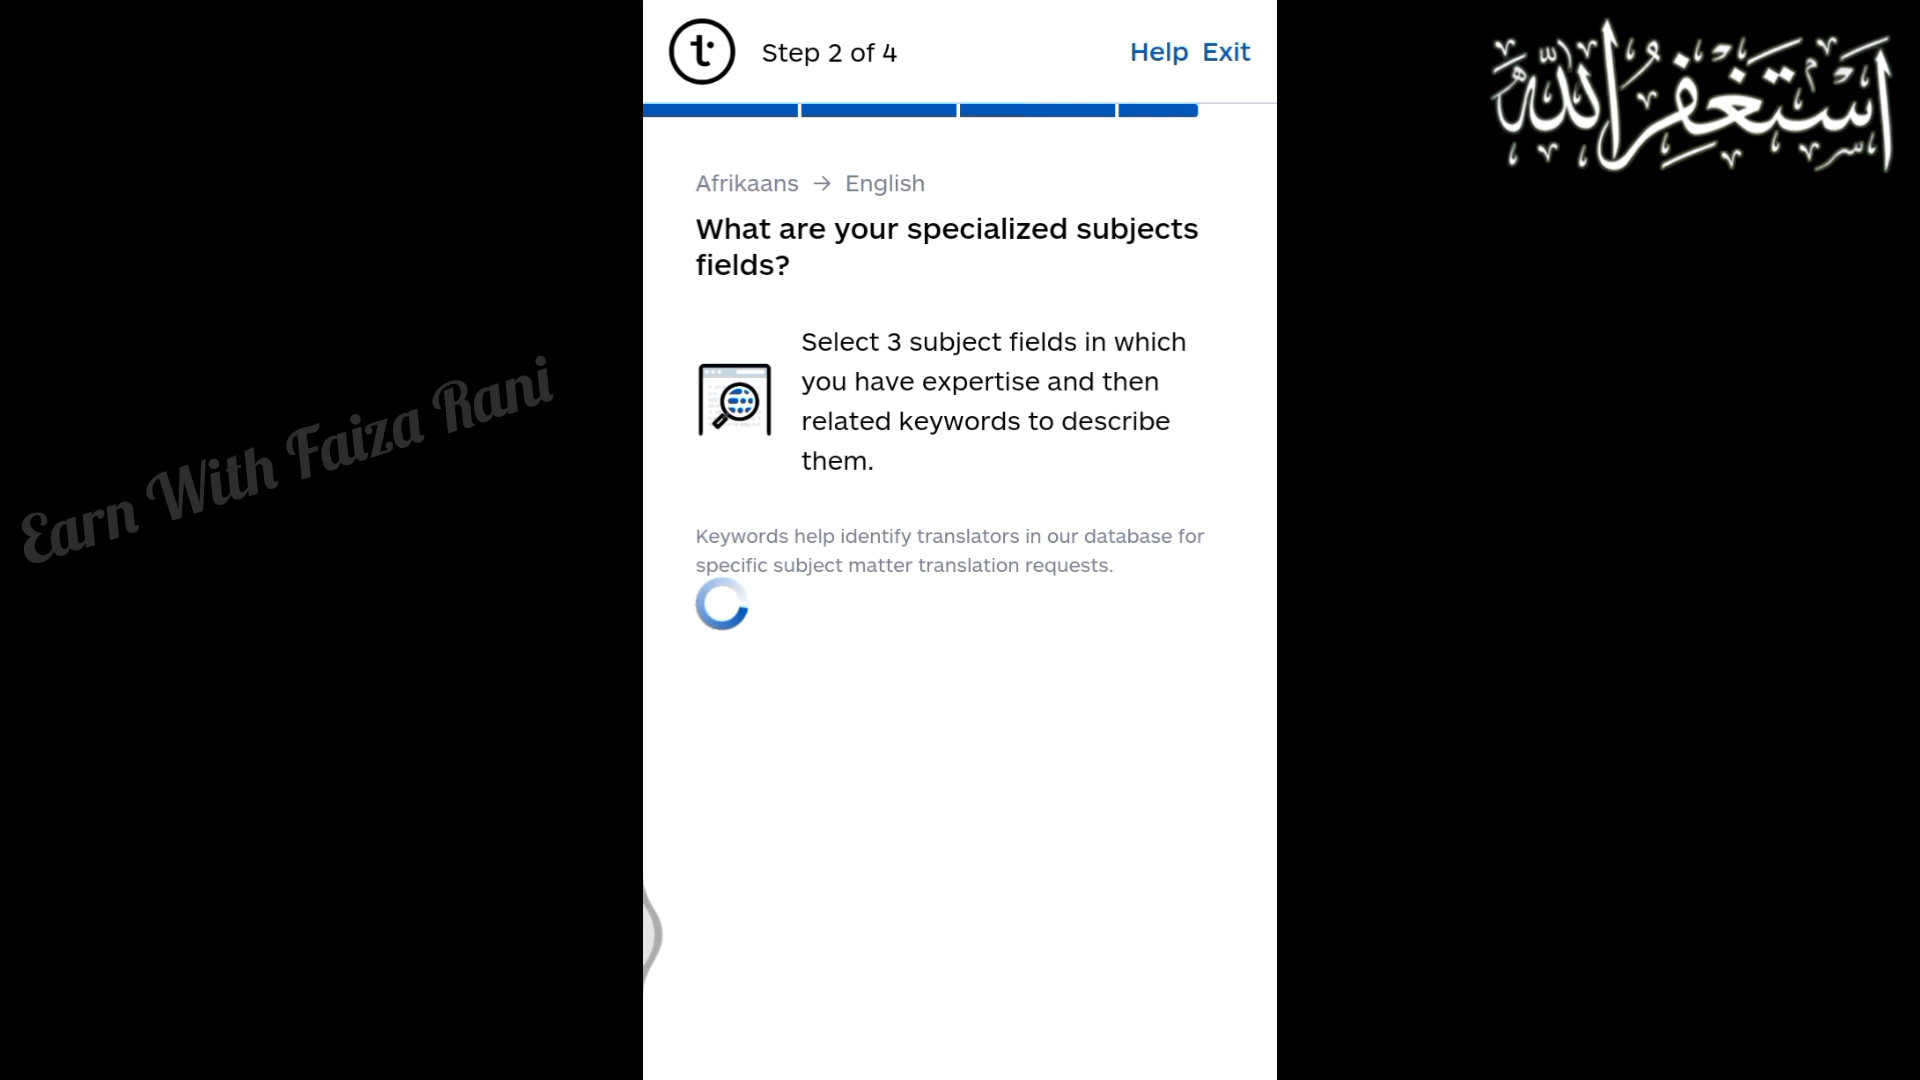 Step 2 of 4
Help Exit
أستغفر الله
Afrikaans → English
What are your specialized subjects
fields?
Select 3 subject fields in which
you have expertise and then
related keywords to describe
them.
Earn With Faiza Rani
Keywords help identify translators in our database for
specific subject matter translation requests.